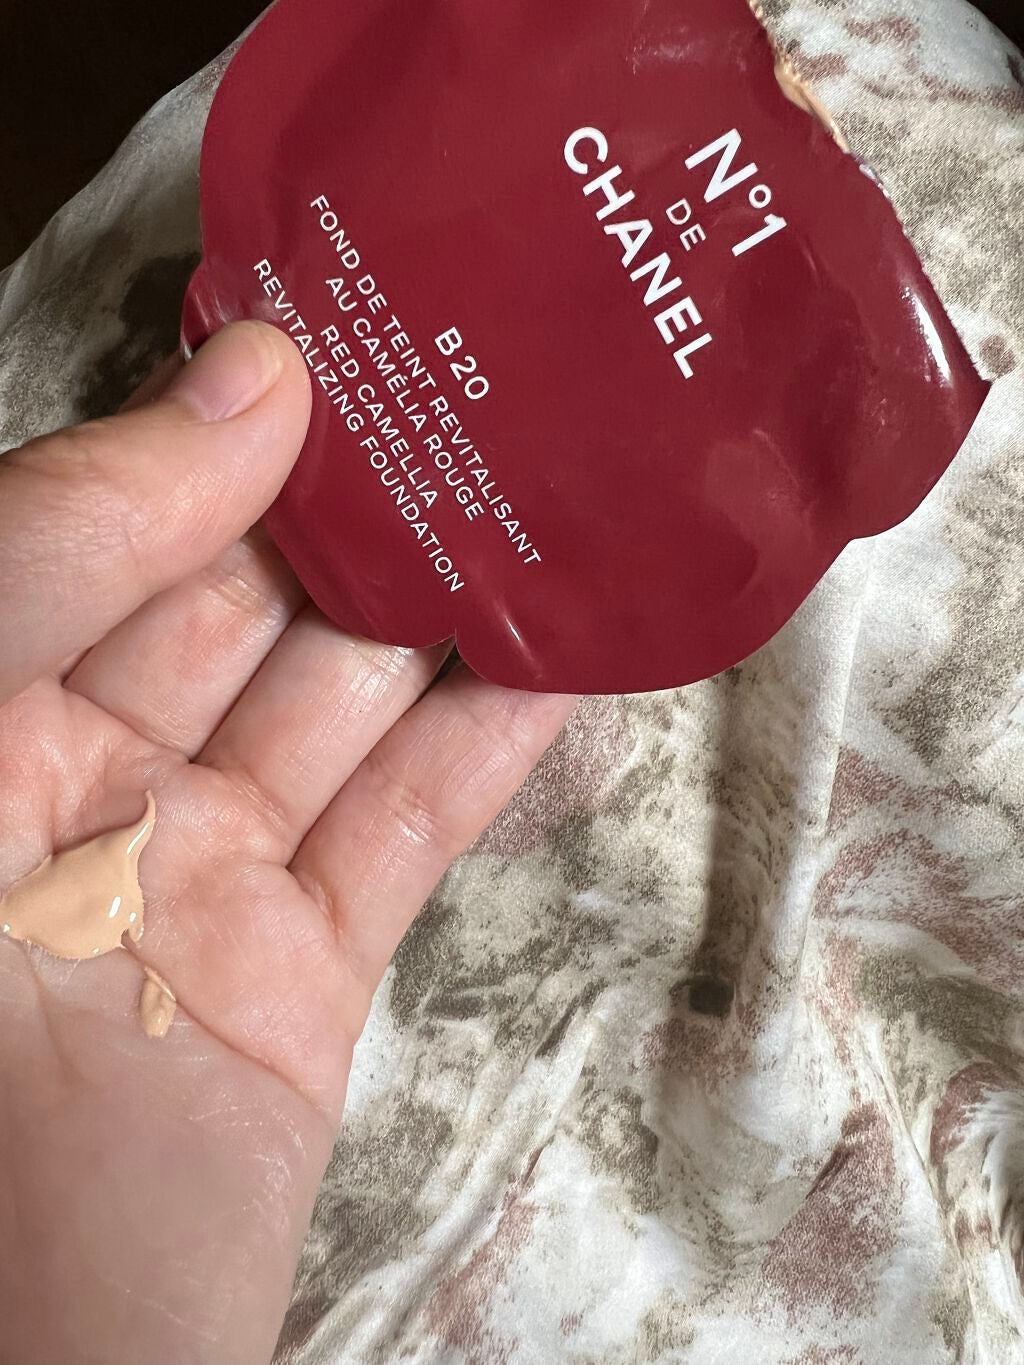 N°1
DE
CHANEL
B20
FOND DE TEINT REVITALISANT
AU CAMÉLIA ROUGE
RED CAMELLIA
REVITALIZING FOUNDATION